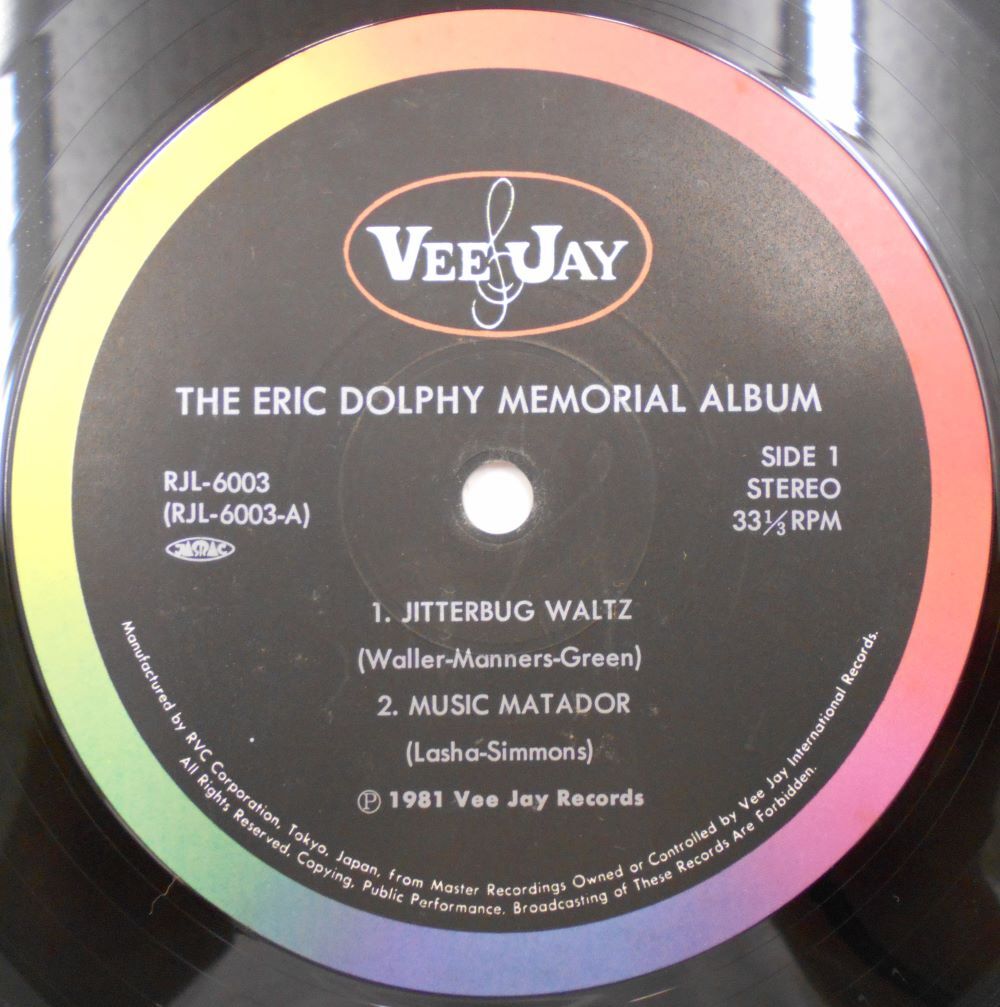 VEE JAY
THE ERIC DOLPHY MEMORIAL ALBUM
RJL-6003
(RJL-6003-A)
JASRAC
SIDE 1
STEREO
33 1/3 RPM
1. JITTERBUG WALTZ
(Waller-Manners-Green)
2. MUSIC MATADOR
(Lasha-Simmons)
Ⓟ 1981 Vee Jay Records
Manufactured by RVC Corporation, Tokyo, Japan, from Master Recordings Owned or Controlled by Vee Jay International Records.
All Rights Reserved. Copying, Public Performance. Broadcasting of These Records Are Forbidden.